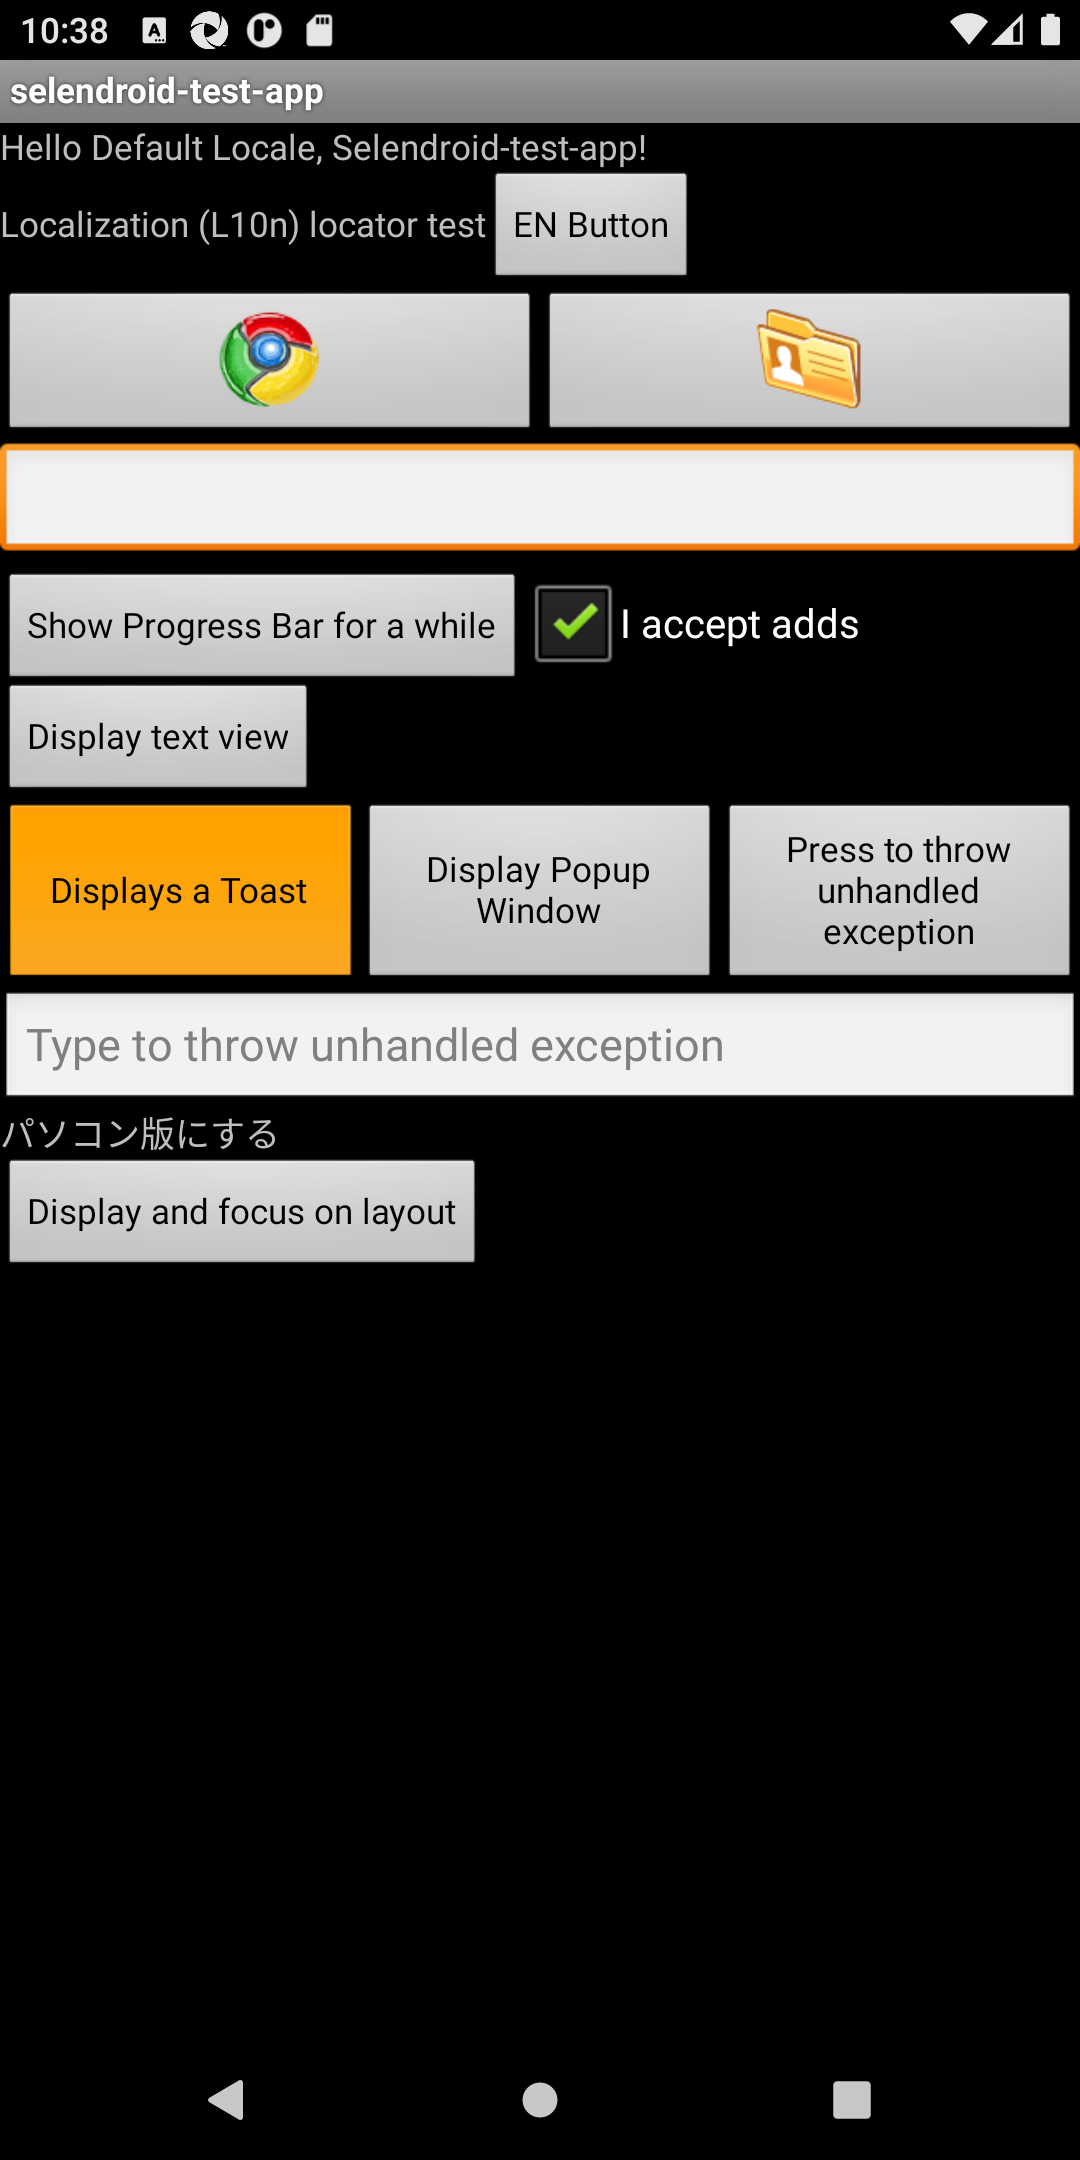 10:38
selendroid-test-app
Hello Default Locale, Selendroid-test-app!
Localization (L10n) locator test
EN Button
Show Progress Bar for a while
I accept adds
Display text view
Displays a Toast
Display Popup
Window
Press to throw
unhandled
exception
Type to throw unhandled exception
パソコン版にする
Display and focus on layout